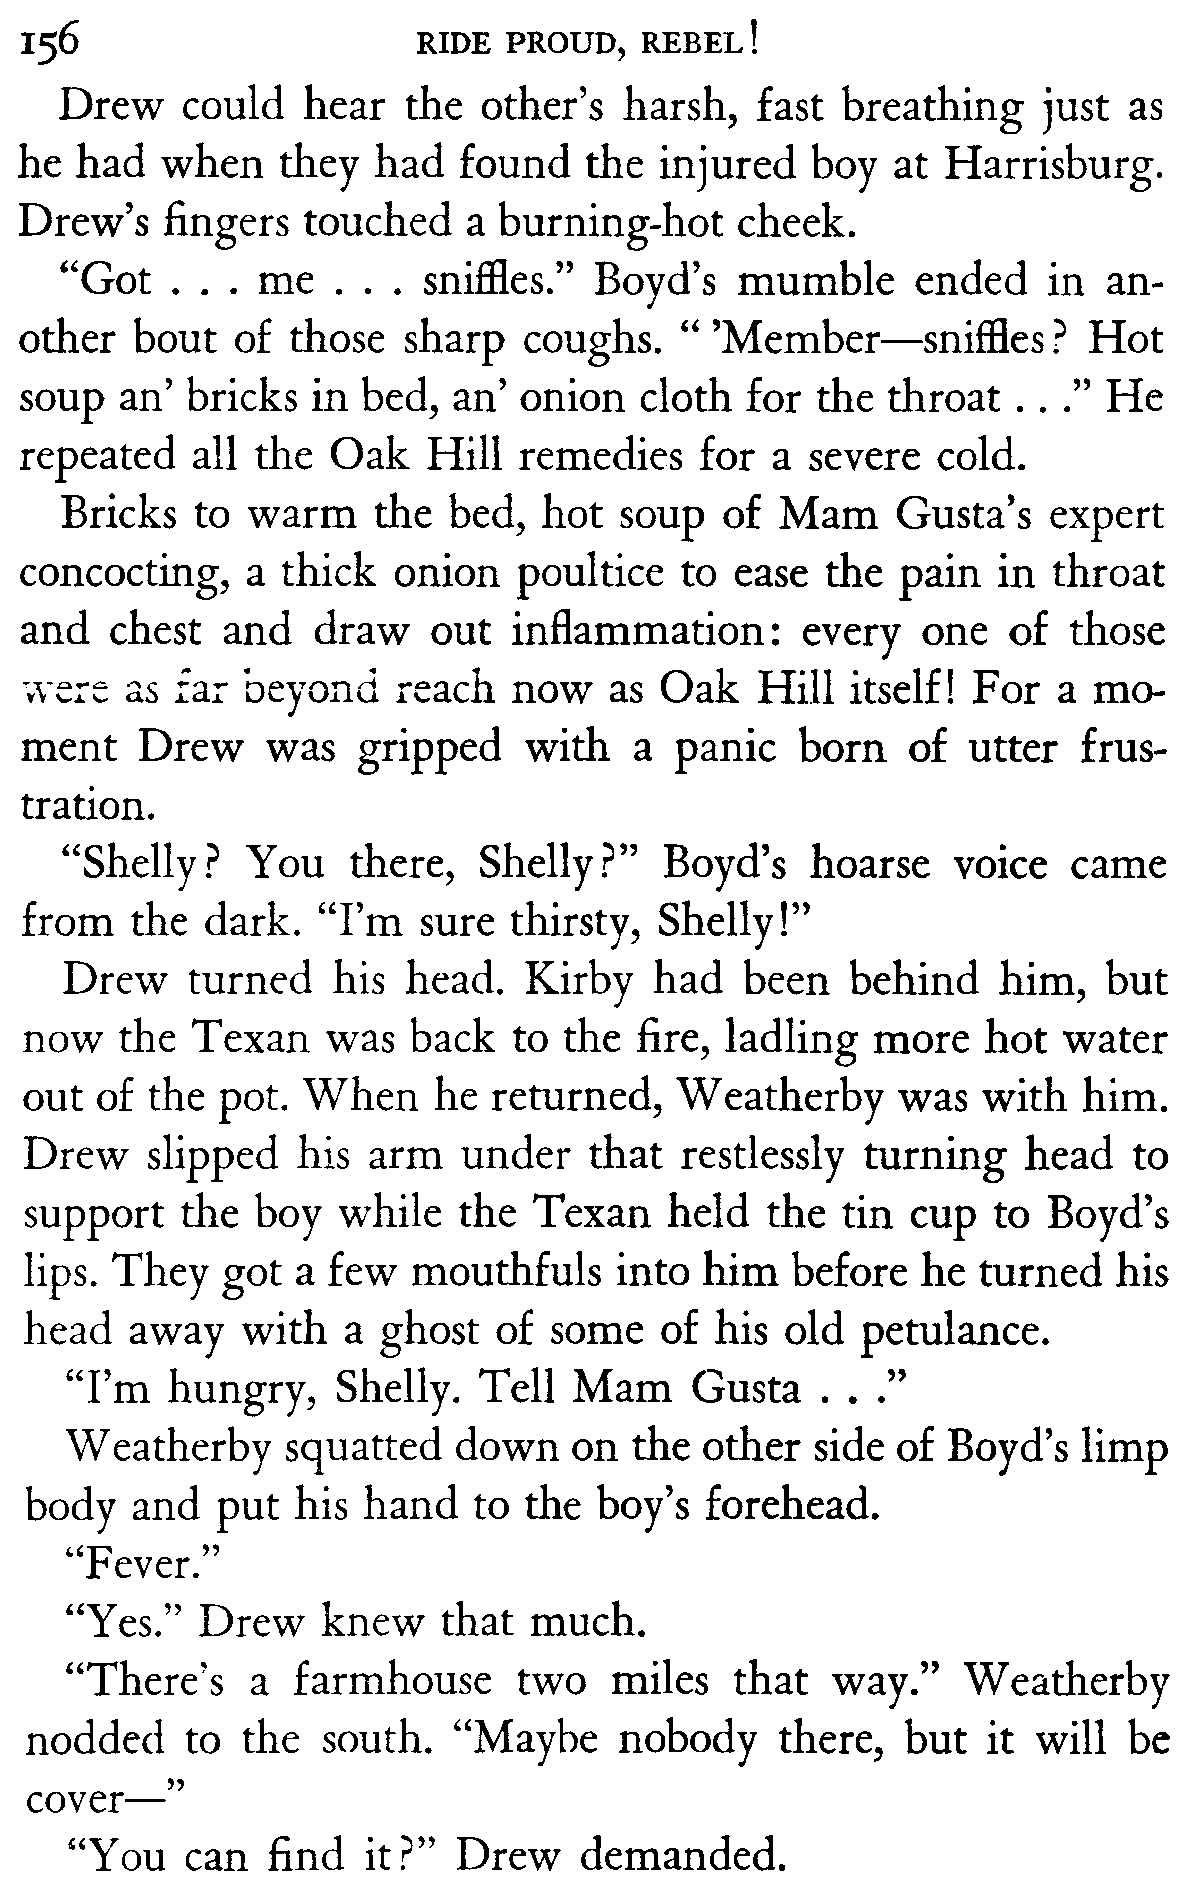 156 RIDE PROUD, REBEL!
Drew could hear the other's harsh, fast breathing just as
he had when they had found the injured boy at Harrisburg.
Drew's fingers touched a burning-hot cheek.
“Got . . . me . . . sniffles.” Boyd's mumble ended in an-
other bout of those sharp coughs. “ ’Member—sniffles? Hot
soup an’ bricks in bed, an’ onion cloth for the throat . . .” He
repeated all the Oak Hill remedies for a severe cold.
Bricks to warm the bed, hot soup of Mam Gusta’s expert
concocting, a thick onion poultice to ease the pain in throat
and chest and draw out inflammation: every one of those
were as far beyond reach now as Oak Hill itself! For a mo-
ment Drew was gripped with a panic born of utter frus-
tration.
“Shelly? You there, Shelly?” Boyd’s hoarse voice came
from the dark. “I’m sure thirsty, Shelly!”
Drew turned his head. Kirby had been behind him, but
now the Texan was back to the fire, ladling more hot water
out of the pot. When he returned, Weatherby was with him.
Drew slipped his arm under that restlessly turning head to
support the boy while the Texan held the tin cup to Boyd’s
lips. They got a few mouthfuls into him before he turned his
head away with a ghost of some of his old petulance.
“I’m hungry, Shelly. Tell Mam Gusta . . .”
Weatherby squatted down on the other side of Boyd’s limp
body and put his hand to the boy’s forehead.
“Fever.”
“Yes.” Drew knew that much.
“There’s a farmhouse two miles that way.” Weatherby
nodded to the south. “Maybe nobody there, but it will be
cover—”
“You can find it?” Drew demanded.